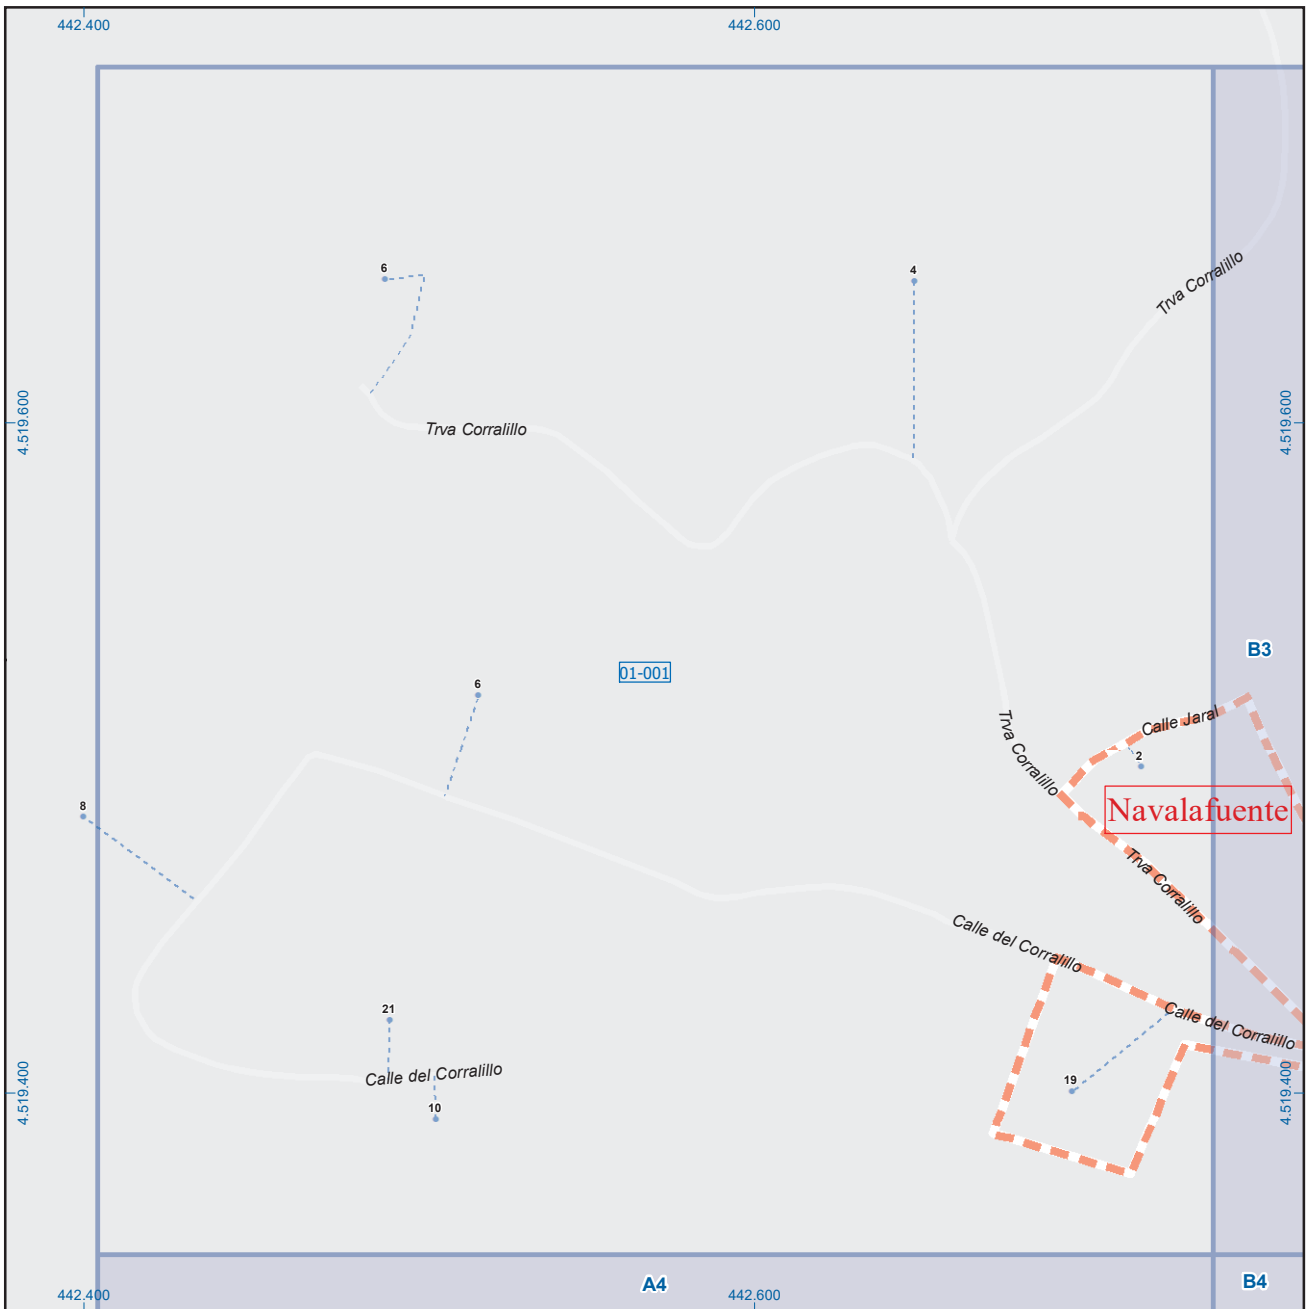 442.400
442.600
Trva Corralillo
6
4
4.519.600
4.519.600
Trva Corralillo
B3
01-001
6
Calle Jaral
Trva Corralillo
2
8
Navalafuente
Trva Corralillo
Calle del Corralillo
21
Calle del Corralillo
Calle del Corralillo
19
4.519.400
4.519.400
10
A4
B4
442.400
442.600